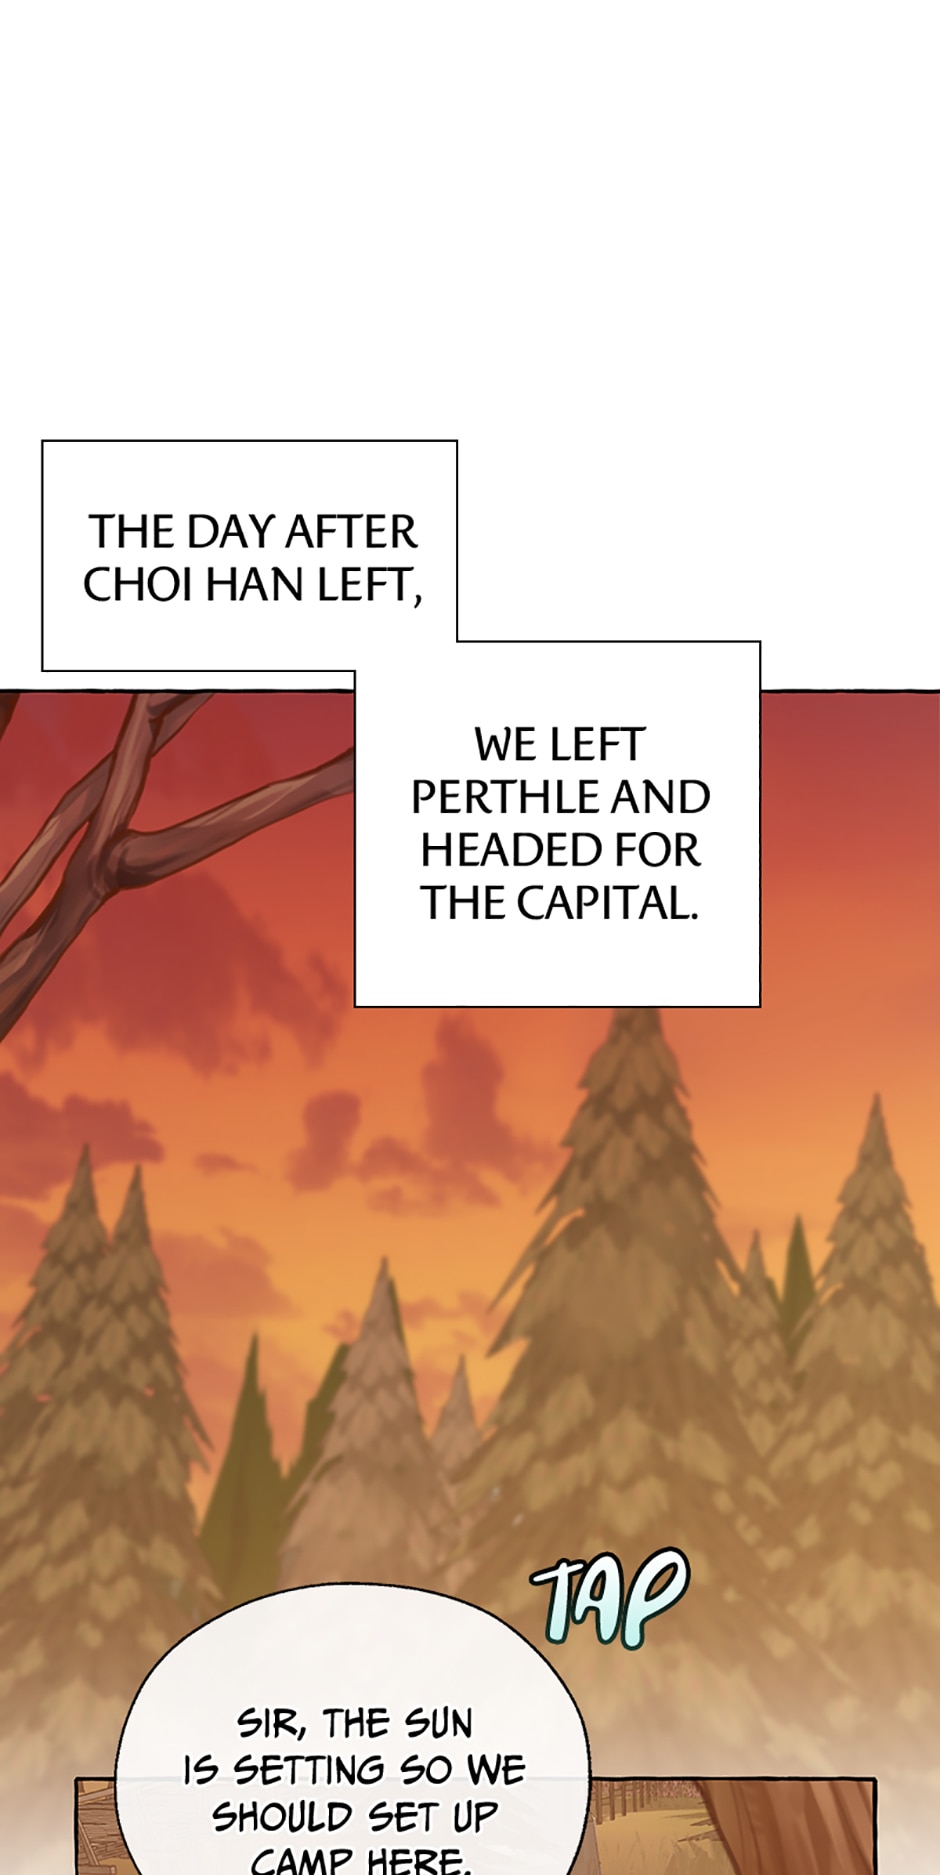 THE DAY AFTER
CHOI HAN LEFT,
WE LEFT
PERTHLE AND
HEADED FOR
THE CAPITAL.
TAP
SIR, THE SUN
IS SETTING SO WE
SHOULD SET UP
CAMP HERE.